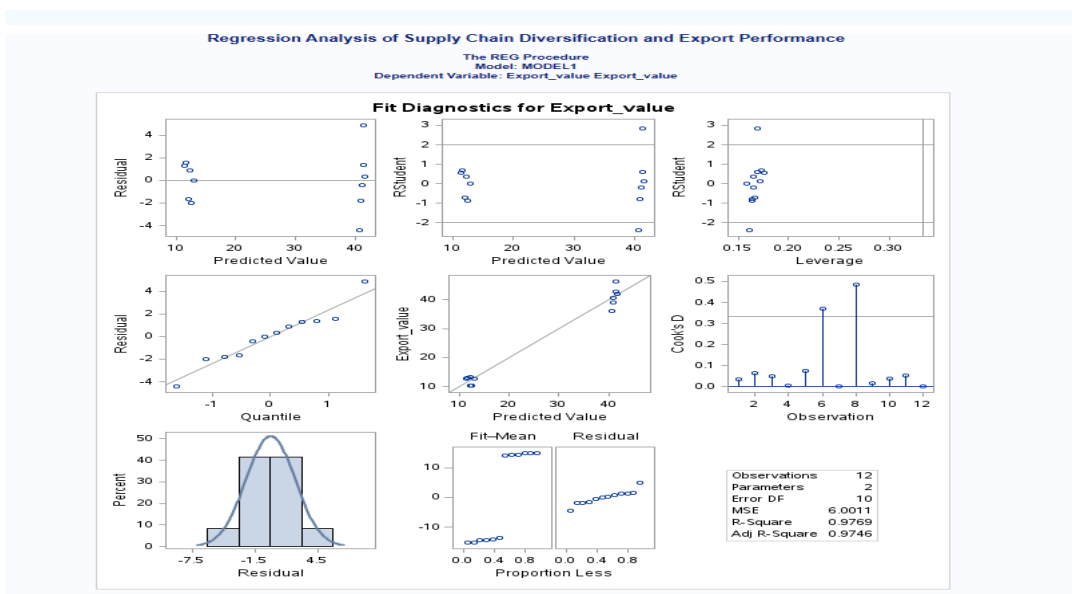 Regression Analysis of Supply Chain Diversification and Export Performance
The REG Procedure
Model: MODEL1
Dependent Variable: Export_value Export_value
Fit Diagnostics for Export_value
4
2
0
-2
-4
Residual
10 20 30 40
Predicted Value
3
2
1
0
-1
-2
RStudent
10 20 30 40
Predicted Value
3
2
1
0
-1
-2
RStudent
0.15 0.20 0.25 0.30
Leverage
4
2
0
-2
-4
Residual
-1 1
Quantile
40
30
20
10
Export_value
10 20 30 40
Predicted Value
0.5
0.4
0.3
0.2
0.1
0.0
Cook's D
2 4 6 8 10 12
Observation
50
40
30
20
10
0
Percent
-7.5 -1.5 4.5
Residual
Fit–Mean Residual
10
0
-10
0.0 0.4 0.8 0.0 0.4 0.8
Proportion Less
Observations 12
Parameters 2
Error DF 10
MSE 6.0011
R-Square 0.9769
Adj R-Square 0.9746